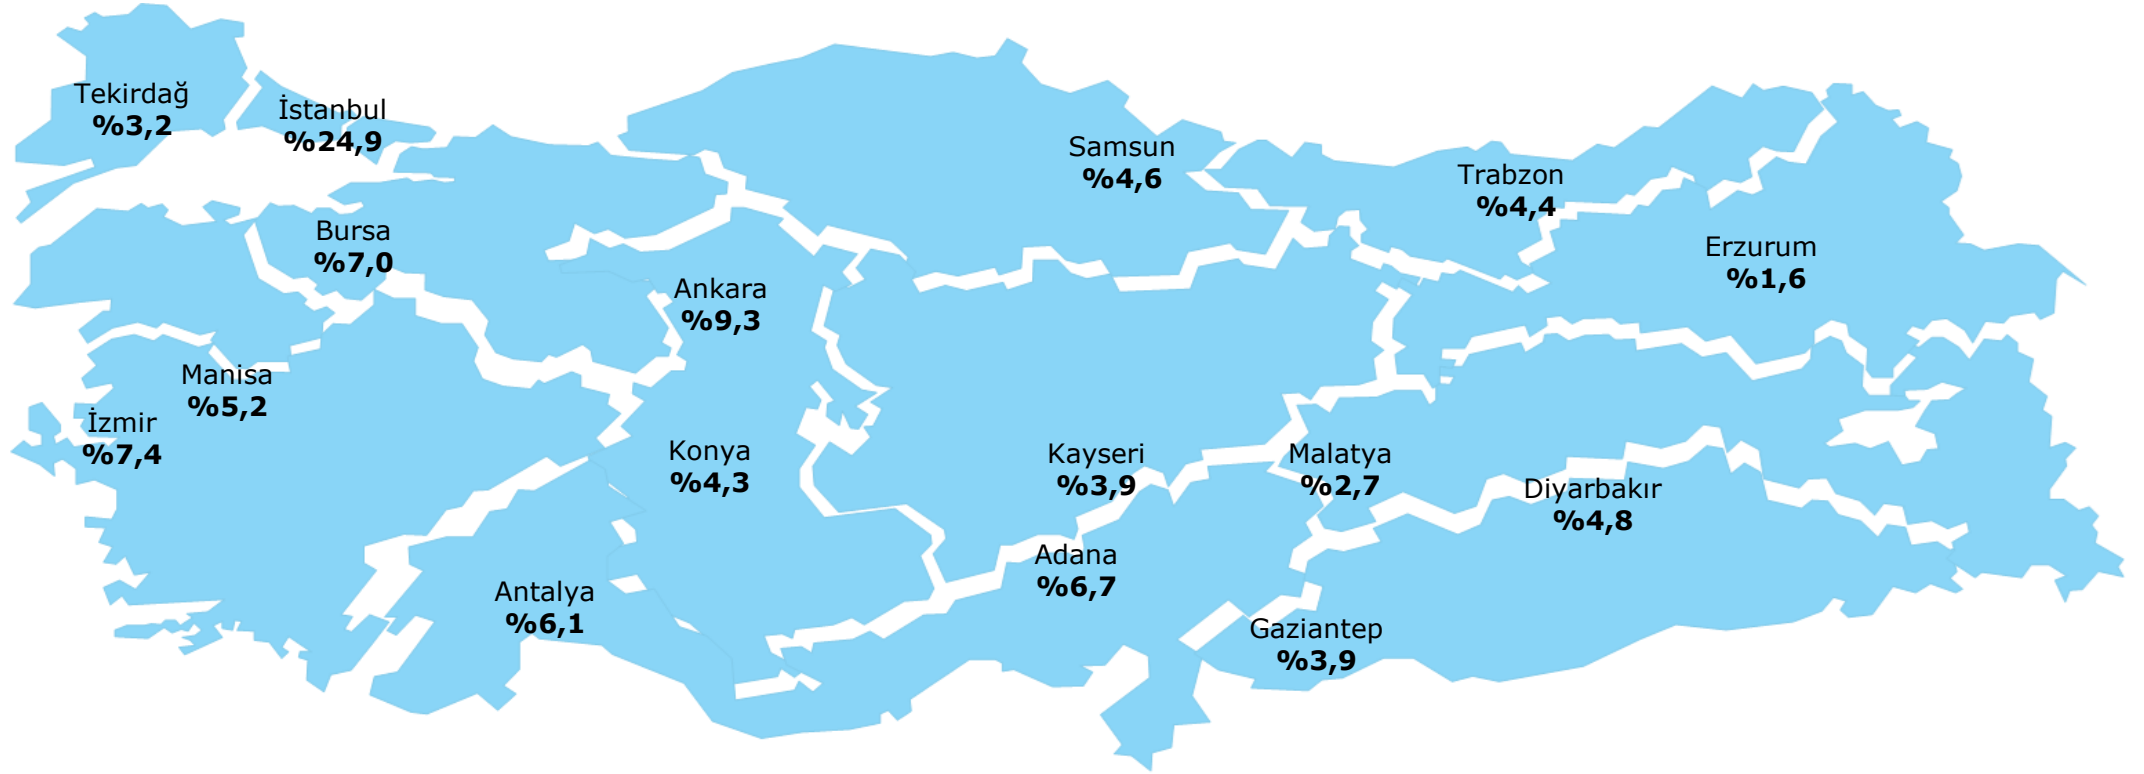 Tekirdağ
%3,2
İstanbul
%24,9
Samsun
%4,6
Trabzon
%4,4
Bursa
%7,0
Erzurum
%1,6
Ankara
%9,3
Manisa
%5,2
İzmir
%7,4
Konya
%4,3
Kayseri
%3,9
Malatya
%2,7
Diyarbakır
%4,8
Adana
%6,7
Antalya
%6,1
Gaziantep
%3,9